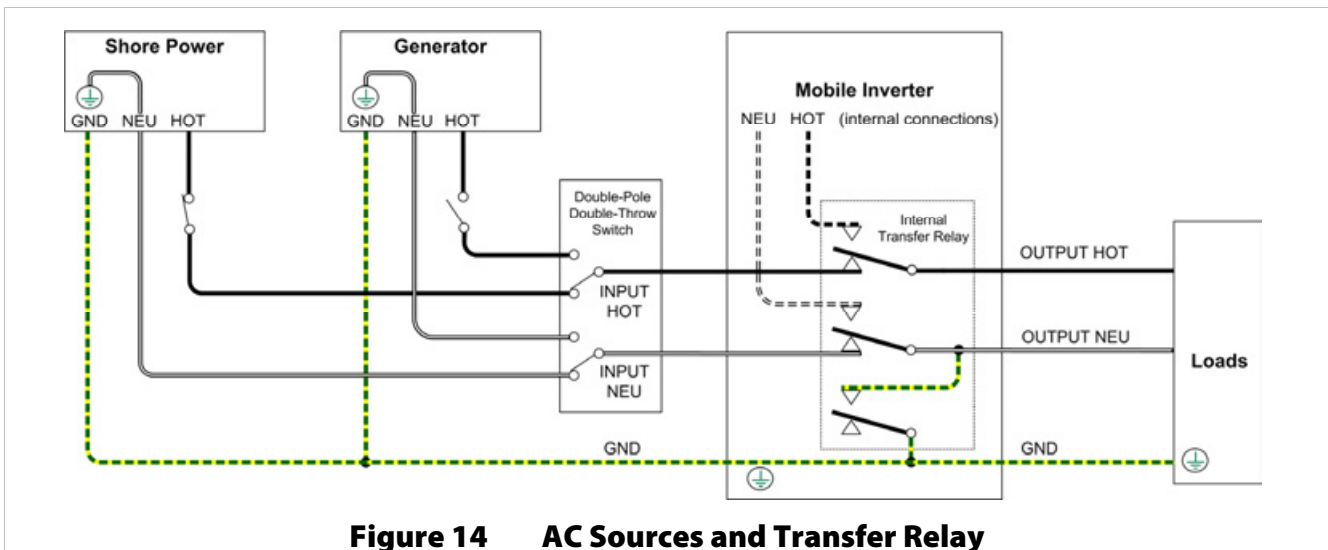 Shore Power
GND NEU HOT
Generator
GND NEU HOT
Double-Pole
Double-Throw
Switch
INPUT
HOT
INPUT
NEU
Mobile Inverter
NEU HOT (internal connections)
Internal
Transfer Relay
OUTPUT HOT
OUTPUT NEU
Loads
GND
GND
Figure 14 AC Sources and Transfer Relay